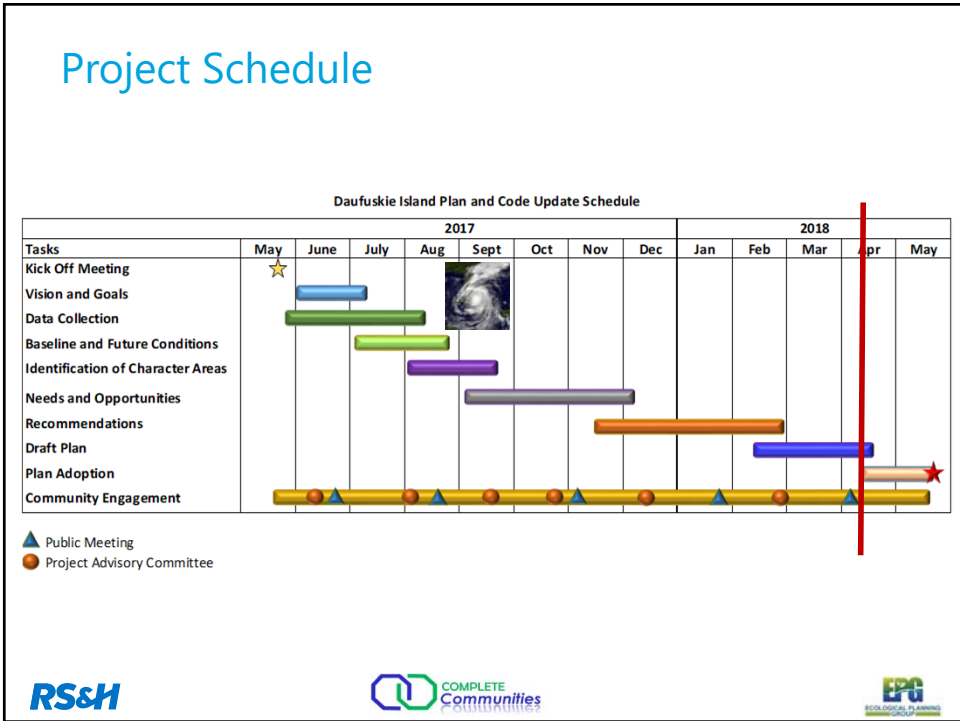 Project Schedule
Daufuskie Island Plan and Code Update Schedule
2017 2018
Tasks May June July Aug Sept Oct Nov Dec Jan Feb Mar Apr May
Kick Off Meeting
Vision and Goals
Data Collection
Baseline and Future Conditions
Identification of Character Areas
Needs and Opportunities
Recommendations
Draft Plan
Plan Adoption
Community Engagement
Public Meeting
Project Advisory Committee
RS&H
COMPLETE
Communities
EPG
ECOLOGICAL PLANNING
GROUP